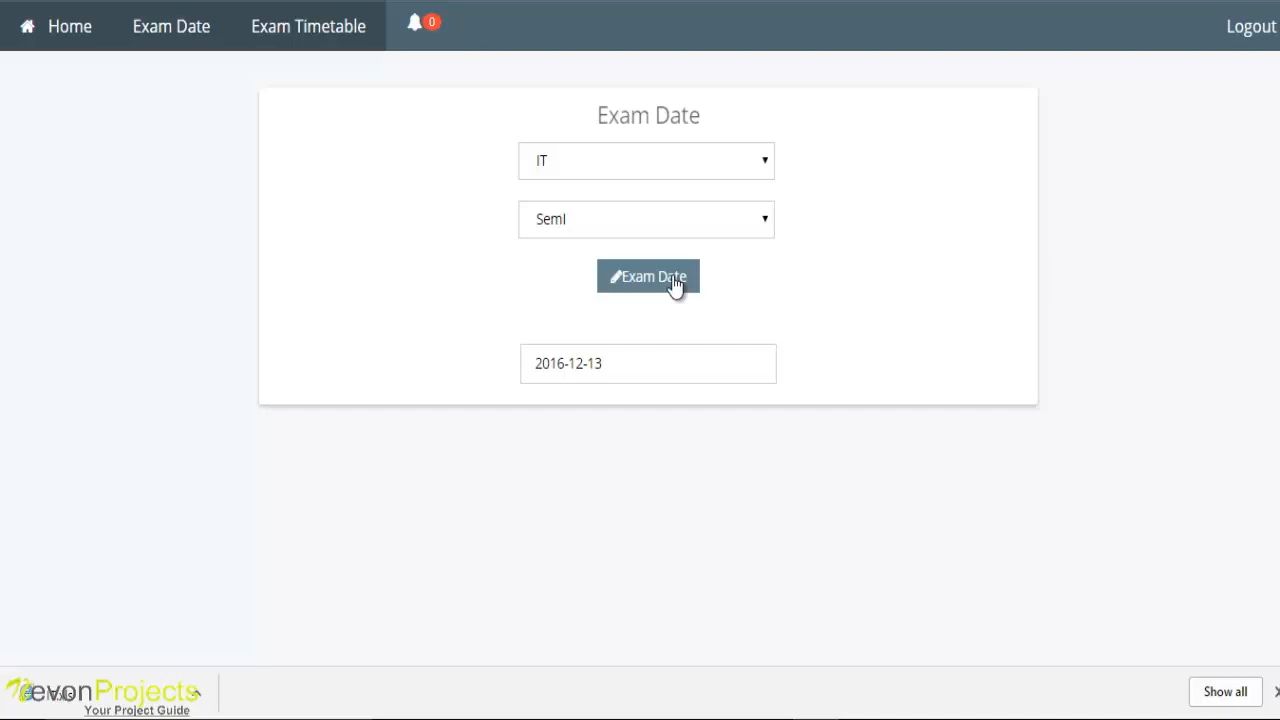 Home Exam Date Exam Timetable 0 Logout
Exam Date
IT
SemI
Exam Date
2016-12-13
evonProjects
Your Project Guide
Show all